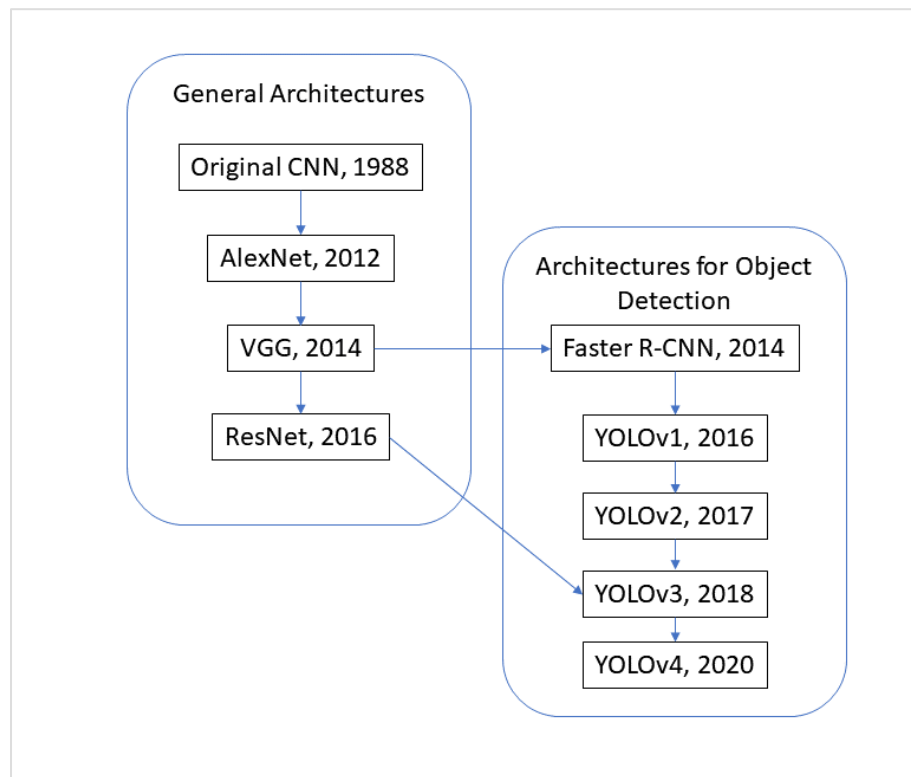 General Architectures
Original CNN, 1988
AlexNet, 2012
VGG, 2014
ResNet, 2016
Architectures for Object
Detection
Faster R-CNN, 2014
YOLOv1, 2016
YOLOv2, 2017
YOLOv3, 2018
YOLOv4, 2020